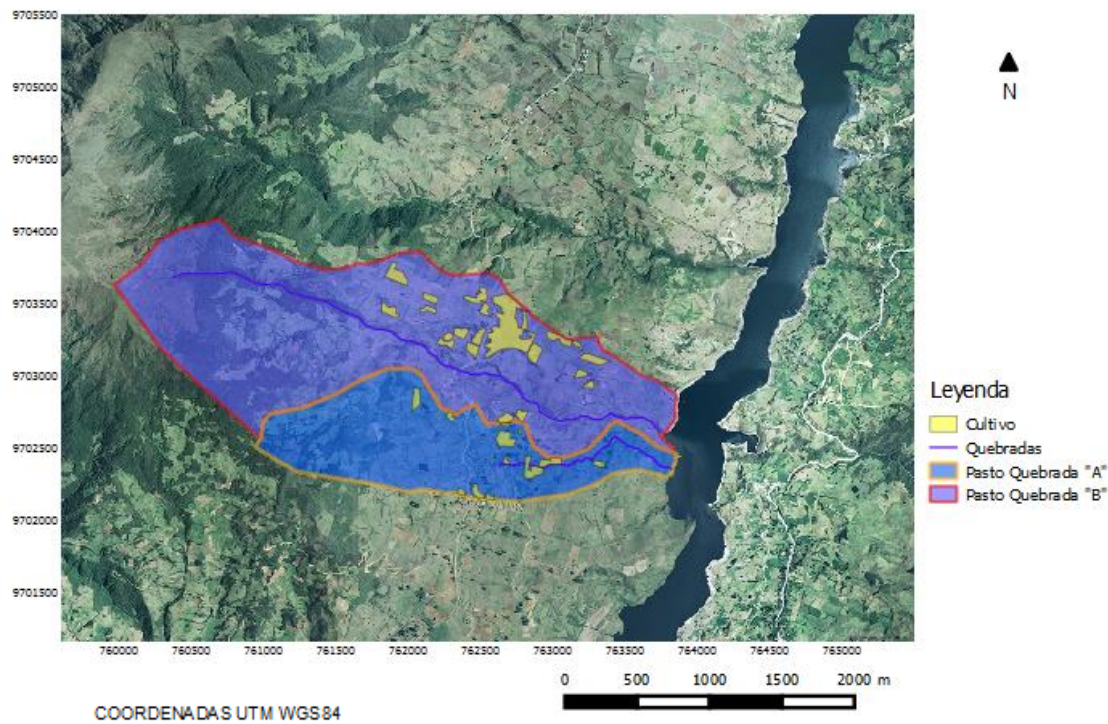 9705500
9705000
9704500
9704000
9703500
9703000
9702500
9702000
9701500
760000 760500 761000 761500 762000 762500 763000 763500 764000 764500 765000
N
Leyenda
Cultivo
Quebradas
Pasto Quebrada "A"
Pasto Quebrada "B"
0 500 1000 1500 2000 m
COORDENADAS UTM WGS84